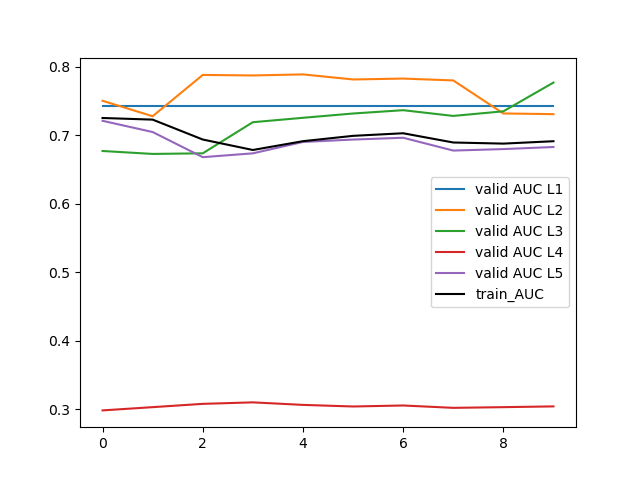 0.8
0.7
0.6
0.5
0.4
0.3
0
2
4
6
8
valid AUC L1
valid AUC L2
valid AUC L3
valid AUC L4
valid AUC L5
train_AUC